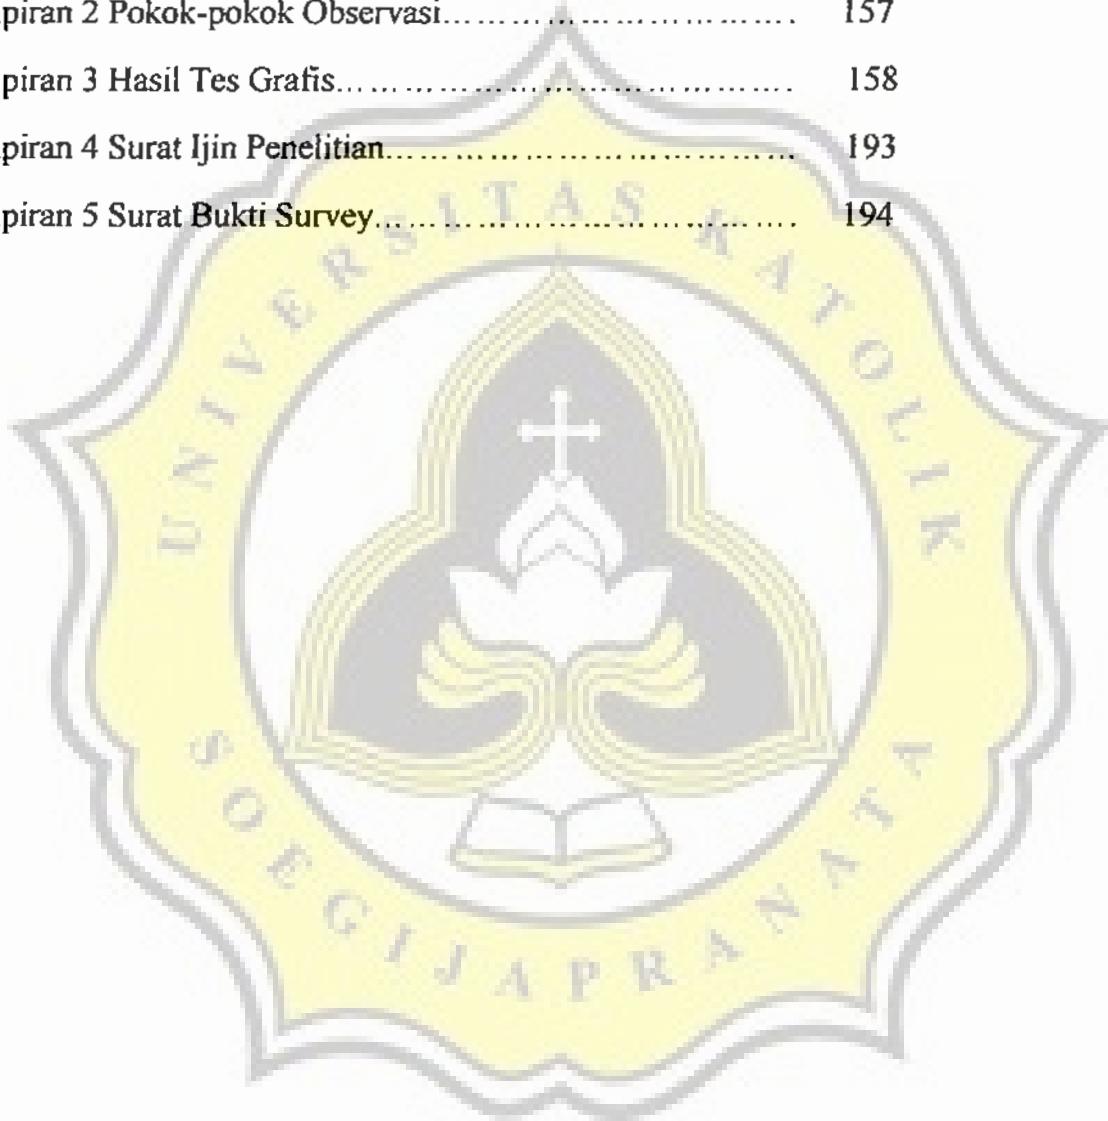 piran 2 Pokok-pokok Observasi………………………………… 157
piran 3 Hasil Tes Grafis………………………………………… 158
piran 4 Surat Ijin Penelitian…………………………………… 193
piran 5 Surat Bukti Survey……………………………………… 194
UNIVERSITAS KATOLIK
SOEGIJAPRANATA